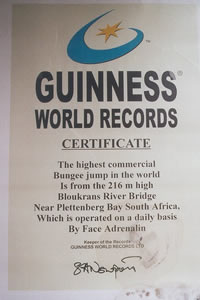 GUINNESS®
WORLD RECORDS
CERTIFICATE
The highest commercial
Bungee jump in the world
Is from the 216 m high
Bloukrans River Bridge
Near Plettenberg Bay South Africa,
Which is operated on a daily basis
By Face Adrenalin
Keeper of the Records
GUINNESS WORLD RECORDS LTD